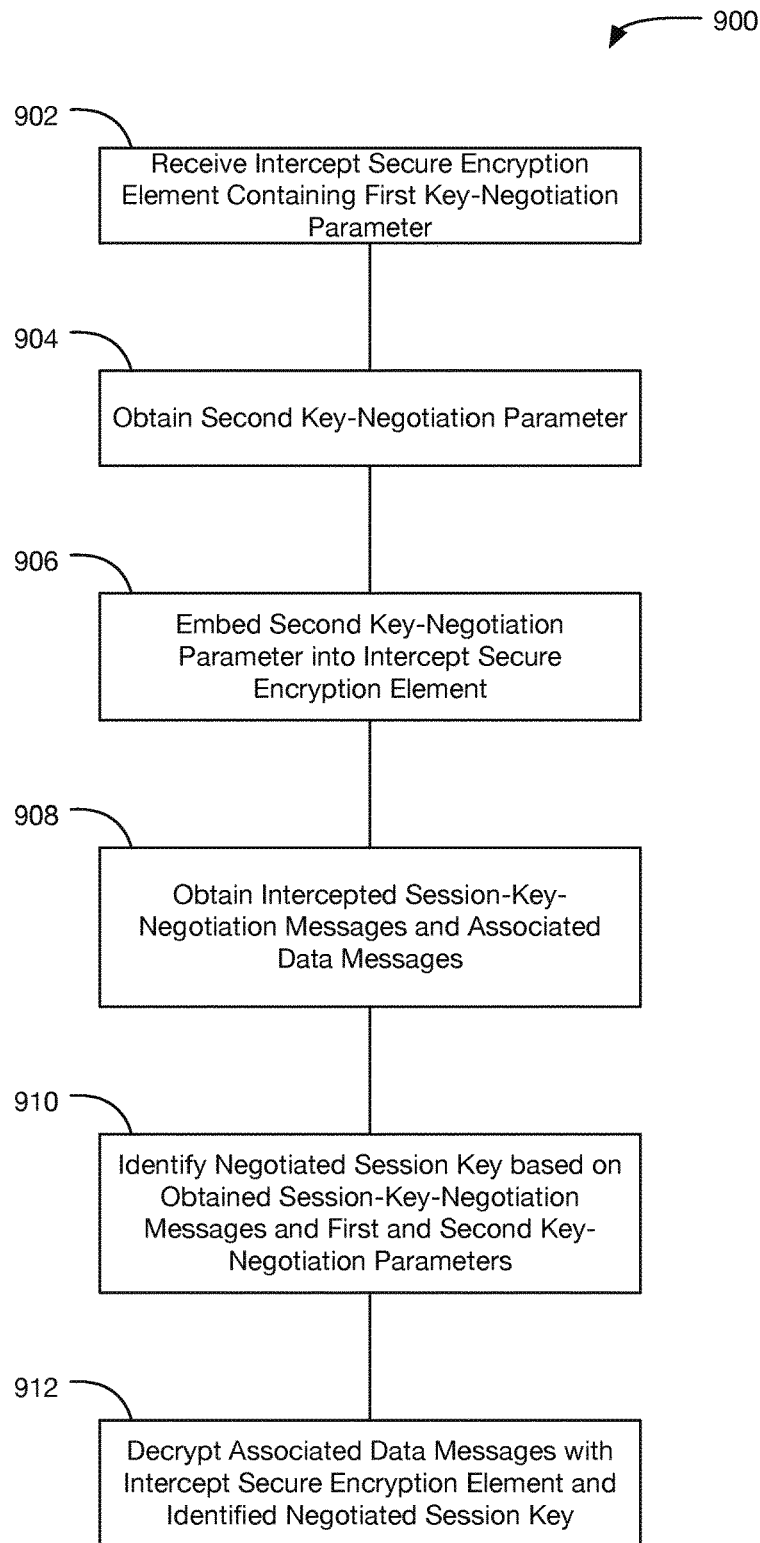 900
902
Receive Intercept Secure Encryption
Element Containing First Key-Negotiation
Parameter
904
Obtain Second Key-Negotiation Parameter
906
Embed Second Key-Negotiation
Parameter into Intercept Secure
Encryption Element
908
Obtain Intercepted Session-Key-
Negotiation Messages and Associated
Data Messages
910
Identify Negotiated Session Key based on
Obtained Session-Key-Negotiation
Messages and First and Second Key-
Negotiation Parameters
912
Decrypt Associated Data Messages with
Intercept Secure Encryption Element and
Identified Negotiated Session Key